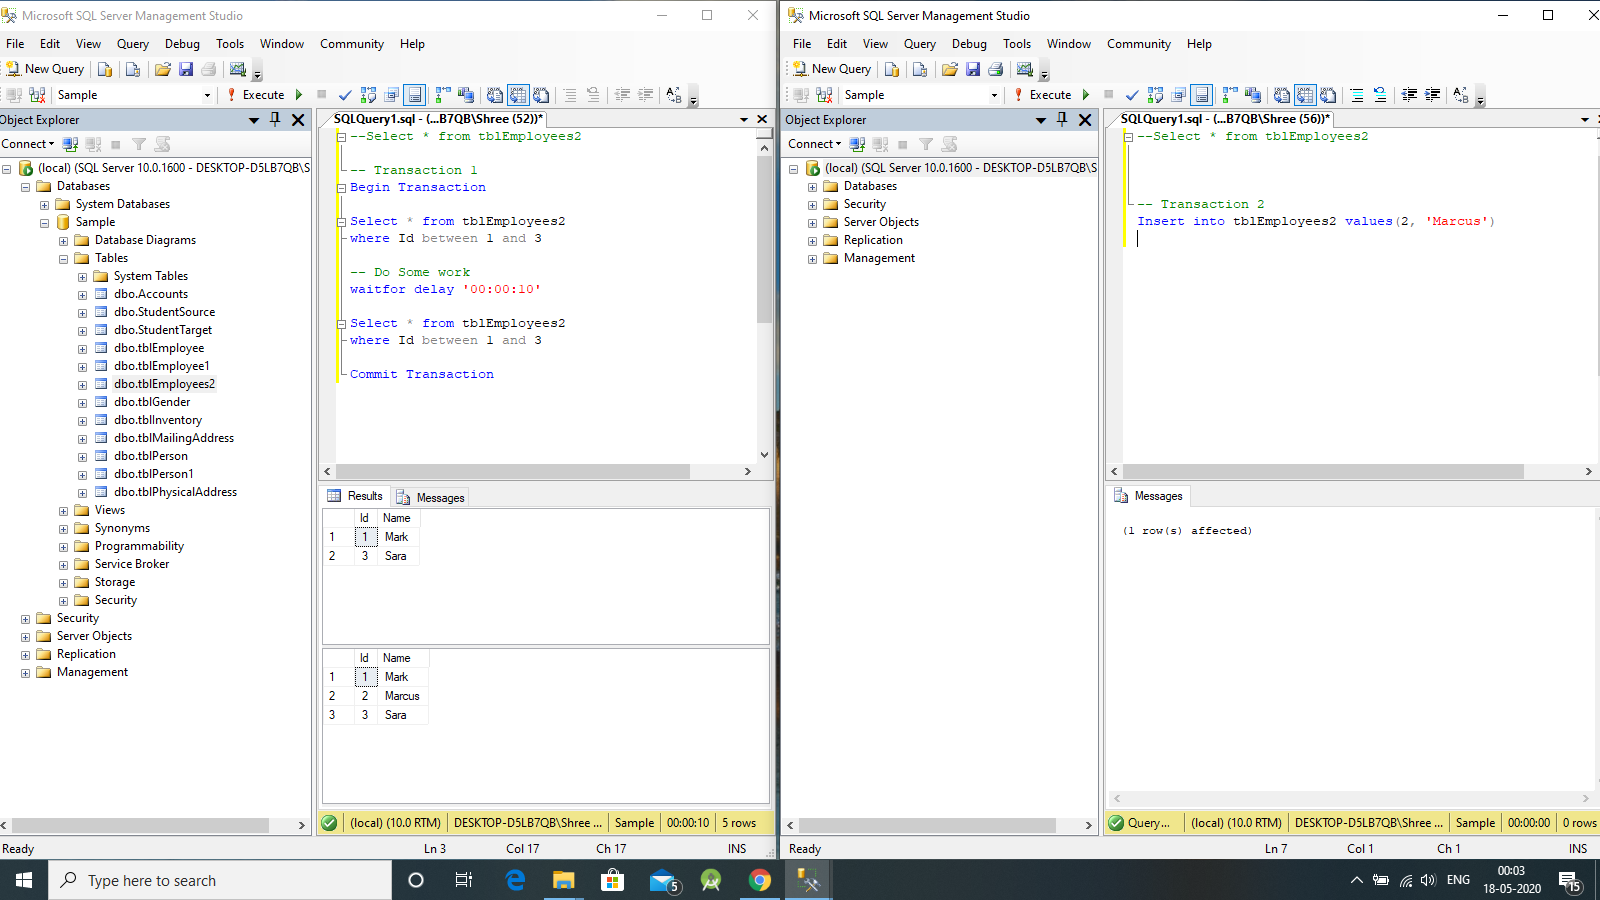 Microsoft SQL Server Management Studio
File Edit View Query Debug Tools Window Community Help
New Query
Sample Execute
Object Explorer
Connect
(local) (SQL Server 10.0.1600 - DESKTOP-D5LB7QB\S
Databases
System Databases
Sample
Database Diagrams
Tables
System Tables
dbo.Accounts
dbo.StudentSource
dbo.StudentTarget
dbo.tblEmployee
dbo.tblEmployee1
dbo.tblEmployees2
dbo.tblGender
dbo.tblInventory
dbo.tblMailingAddress
dbo.tblPerson
dbo.tblPerson1
dbo.tblPhysicalAddress
Views
Synonyms
Programmability
Service Broker
Storage
Security
Security
Server Objects
Replication
Management
SQLQuery1.sql - (...B7QB\Shree (52))*
--Select * from tblEmployees2
-- Transaction 1
Begin Transaction
Select * from tblEmployees2
where Id between 1 and 3
-- Do Some work
waitfor delay '00:00:10'
Select * from tblEmployees2
where Id between 1 and 3
Commit Transaction
Results Messages
Id Name
1 1 Mark
2 3 Sara
Id Name
1 1 Mark
2 2 Marcus
3 3 Sara
(local) (10.0 RTM) DESKTOP-D5LB7QB\Shree ... Sample 00:00:10 5 rows
Ready Ln 3 Col 17 Ch 17 INS
Microsoft SQL Server Management Studio
File Edit View Query Debug Tools Window Community Help
New Query
Sample Execute
Object Explorer
Connect
(local) (SQL Server 10.0.1600 - DESKTOP-D5LB7QB\S
Databases
Security
Server Objects
Replication
Management
SQLQuery1.sql - (...B7QB\Shree (56))*
--Select * from tblEmployees2
-- Transaction 2
Insert into tblEmployees2 values(2, 'Marcus')
Messages
(1 row(s) affected)
Query... (local) (10.0 RTM) DESKTOP-D5LB7QB\Shree ... Sample 00:00:00 0 rows
Ready Ln 7 Col 1 Ch 1 INS
Type here to search
5
ENG
00:03
18-05-2020
15